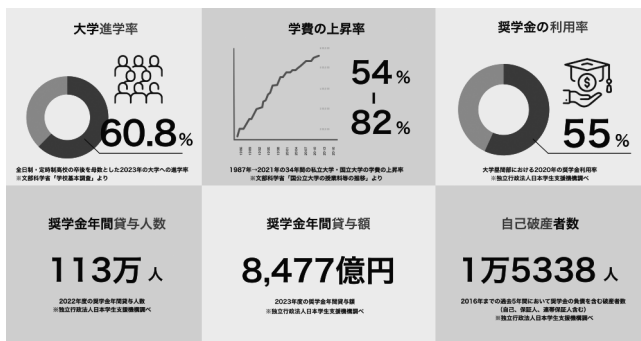 大学進学率
60.8%
全日制・定時制高校の卒後を母数とした2023年の大学への進学率
※文部科学省「学校基本調査」より
学費の上昇率
54%
-
82%
1987年→2021年の34年間の私立大学・国立大学の学費の上昇率
※文部科学省「国公立大学の授業料等の推移」より
奨学金の利用率
55%
大学昼間部における2020年の奨学金利用率
※独立行政法人日本学生支援機構調べ
奨学金年間貸与人数
113万 人
2022年度の奨学金年間貸与人数
※独立行政法人日本学生支援機構調べ
奨学金年間貸与額
8,477億円
2023年度の奨学金年間貸与額
※独立行政法人日本学生支援機構調べ
自己破産者数
1万5338 人
2016年までの過去5年間において奨学金の負債を含む破産者数
(自己、保証人、連帯保証人含む)
※独立行政法人日本学生支援機構調べ